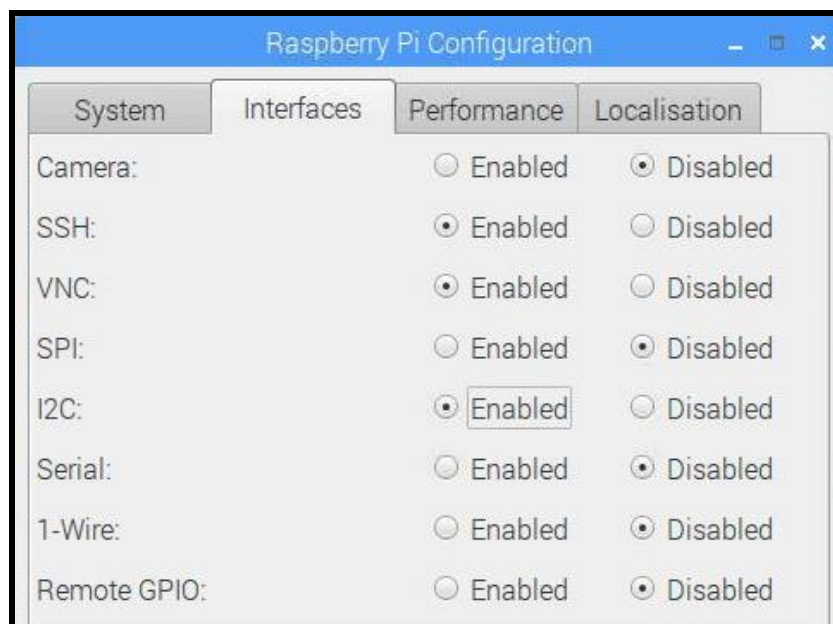 Raspberry Pi Configuration
System Interfaces Performance Localisation
Camera: Enabled Disabled
SSH: Enabled Disabled
VNC: Enabled Disabled
SPI: Enabled Disabled
I2C: Enabled Disabled
Serial: Enabled Disabled
1-Wire: Enabled Disabled
Remote GPIO: Enabled Disabled